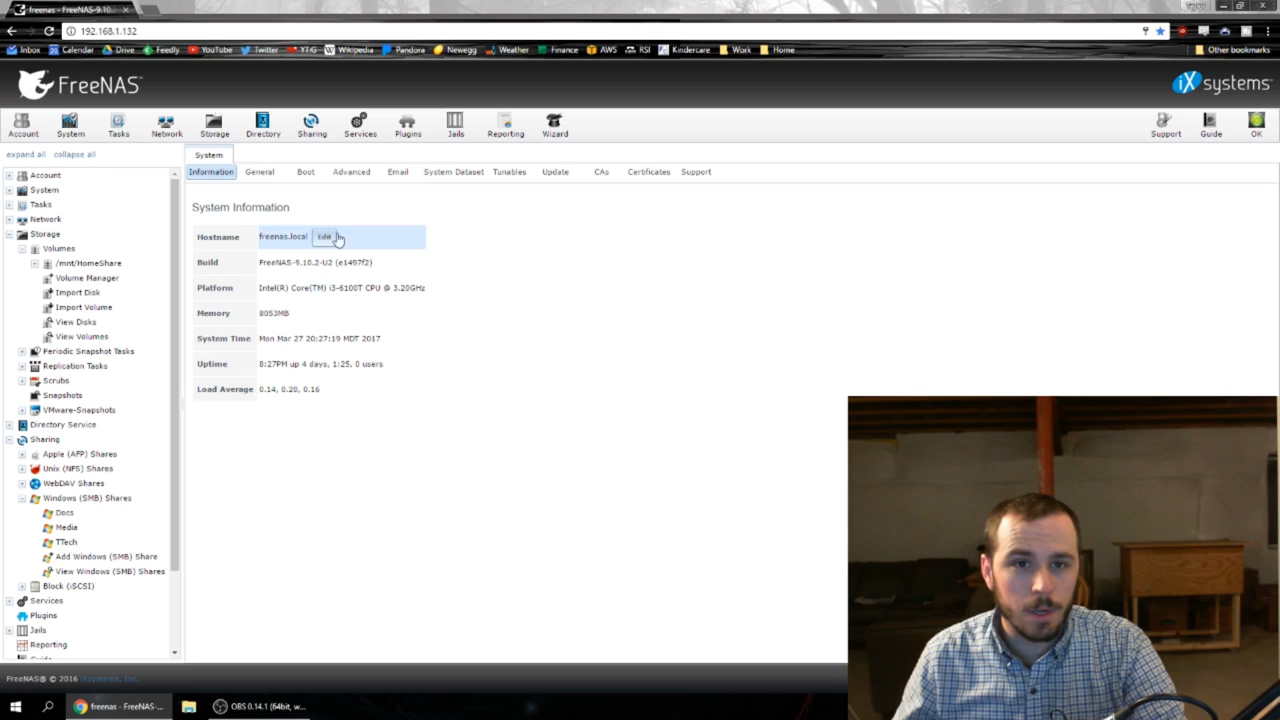 freenas - FreeNAS-9.10.
192.168.1.132
Inbox Calendar Drive Feedly YouTube Twitter YTiG Wikipedia Pandora Newegg Weather Finance AWS RSI Kindercare Work Home Other bookmarks
FreeNAS™ iXsystems
Account System Tasks Network Storage Directory Sharing Services Plugins Jails Reporting Wizard Support Guide OK
expand all collapse all
System
Information General Boot Advanced Email System Dataset Tunables Update CAs Certificates Support
System Information
Hostname freenas.local Edit
Build FreeNAS-9.10.2-U2 (e1497f2)
Platform Intel(R) Core(TM) i3-6100T CPU @ 3.20GHz
Memory 8053MB
System Time Mon Mar 27 20:27:19 MDT 2017
Uptime 8:27PM up 4 days, 1:25, 0 users
Load Average 0.14, 0.20, 0.16
Account
System
Tasks
Network
Storage
Volumes
/mnt/HomeShare
Volume Manager
Import Disk
Import Volume
View Disks
View Volumes
Periodic Snapshot Tasks
Replication Tasks
Scrubs
Snapshots
VMware-Snapshots
Directory Service
Sharing
Apple (AFP) Shares
Unix (NFS) Shares
WebDAV Shares
Windows (SMB) Shares
Docs
Media
TTech
Add Windows (SMB) Share
View Windows (SMB) Shares
Block (iSCSI)
Services
Plugins
Jails
Reporting
FreeNAS® © 2016 iXsystems, Inc.
freenas - FreeNAS-... OBS 0.14.1 (64bit, w...